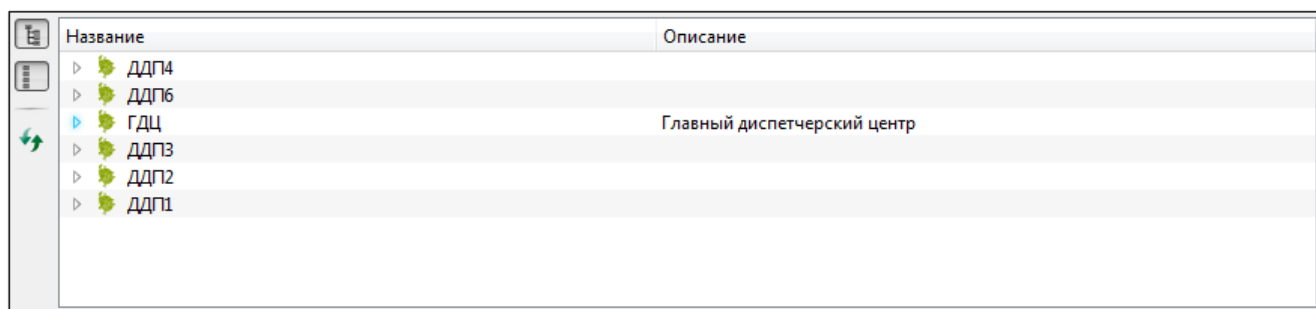 Название Описание
ДДП4
ДДП6
ГДЦ Главный диспетчерский центр
ДДП3
ДДП2
ДДП1